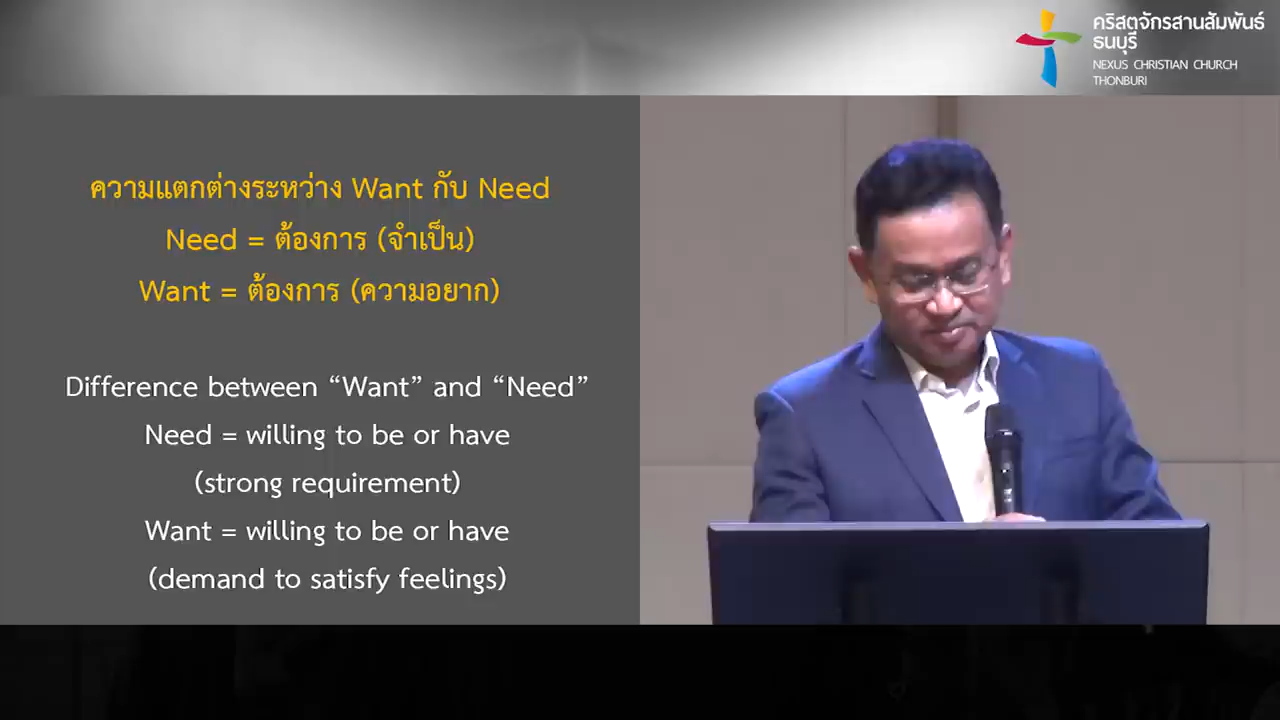 คริสตจักรสานสัมพันธ์
ธนบุรี
NEXUS CHRISTIAN CHURCH
THONBURI
ความแตกต่างระหว่าง Want กับ Need
Need = ต้องการ (จำเป็น)
Want = ต้องการ (ความอยาก)
Difference between “Want” and “Need”
Need = willing to be or have
(strong requirement)
Want = willing to be or have
(demand to satisfy feelings)